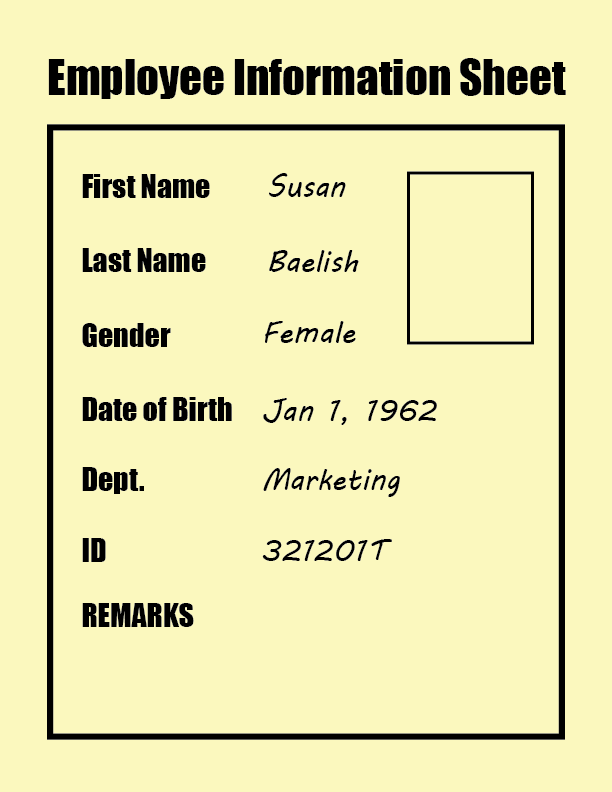 Employee Information Sheet
First Name Susan
Last Name Baelish
Gender Female
Date of Birth Jan 1, 1962
Dept. Marketing
ID 321201T
REMARKS